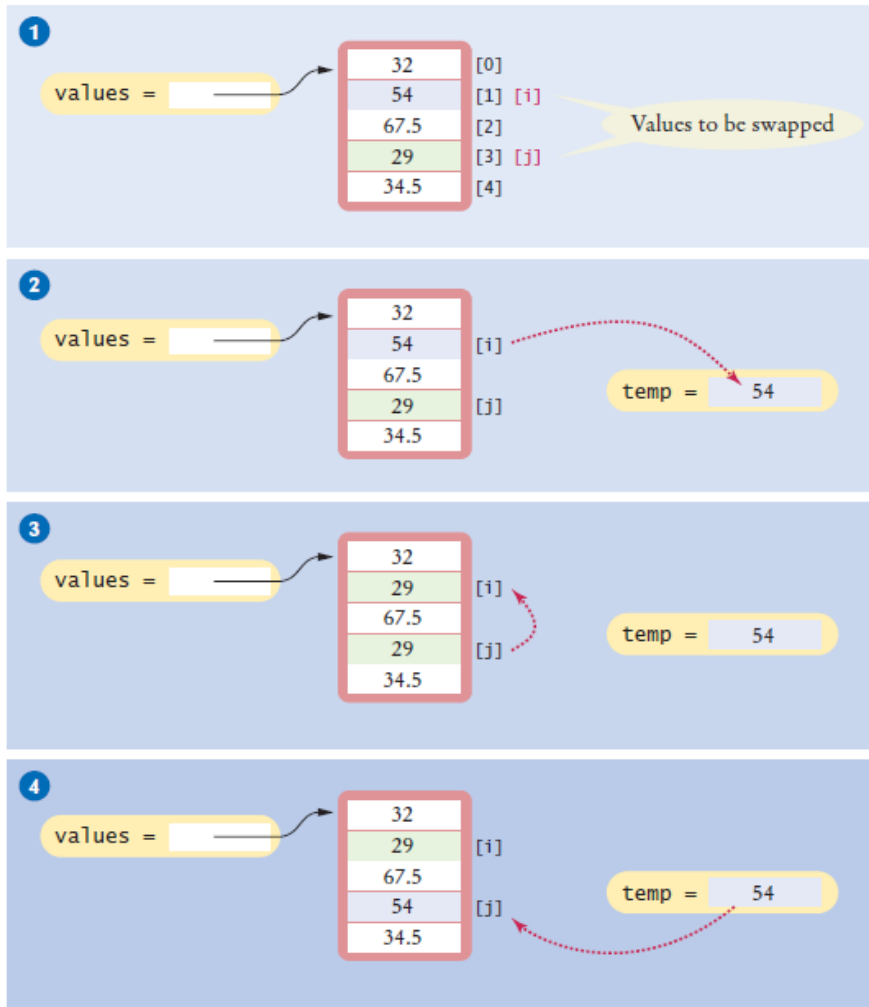 1
values =
32 [0]
54 [1] [i]
67.5 [2]
29 [3] [j]
34.5 [4]
Values to be swapped
2
values =
32
54 [i]
67.5
29 [j]
34.5
temp = 54
3
values =
32
29 [i]
67.5
29 [j]
34.5
temp = 54
4
values =
32
29 [i]
67.5
54 [j]
34.5
temp = 54